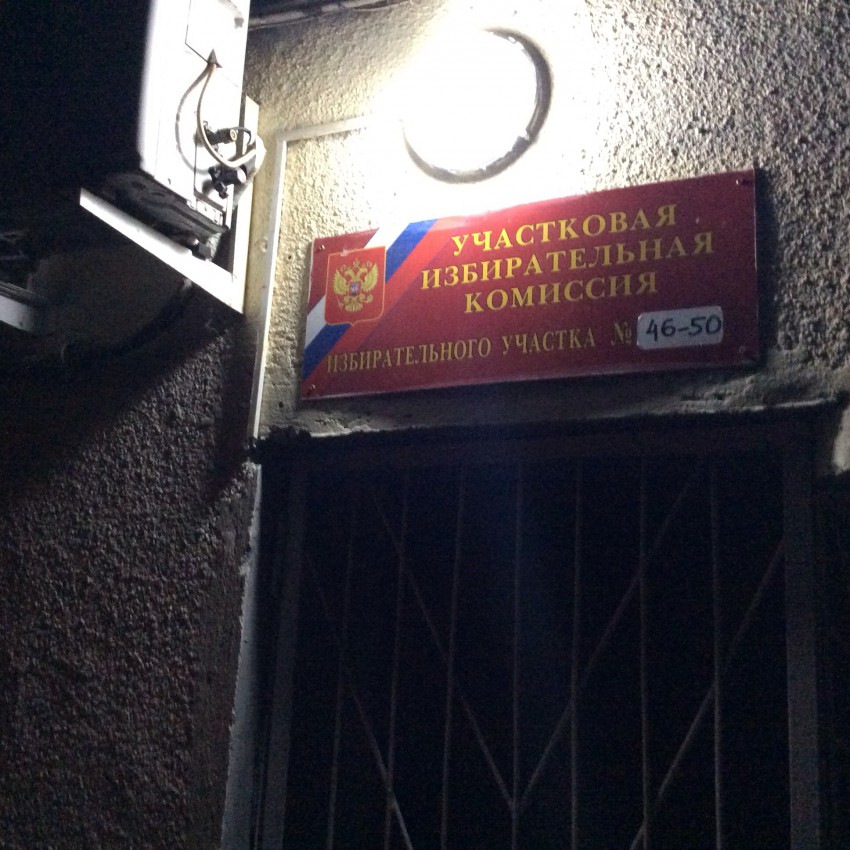 УЧАСТКОВАЯ
ИЗБИРАТЕЛЬНАЯ
КОМИССИЯ
ИЗБИРАТЕЛЬНОГО УЧАСТКА № 46-50